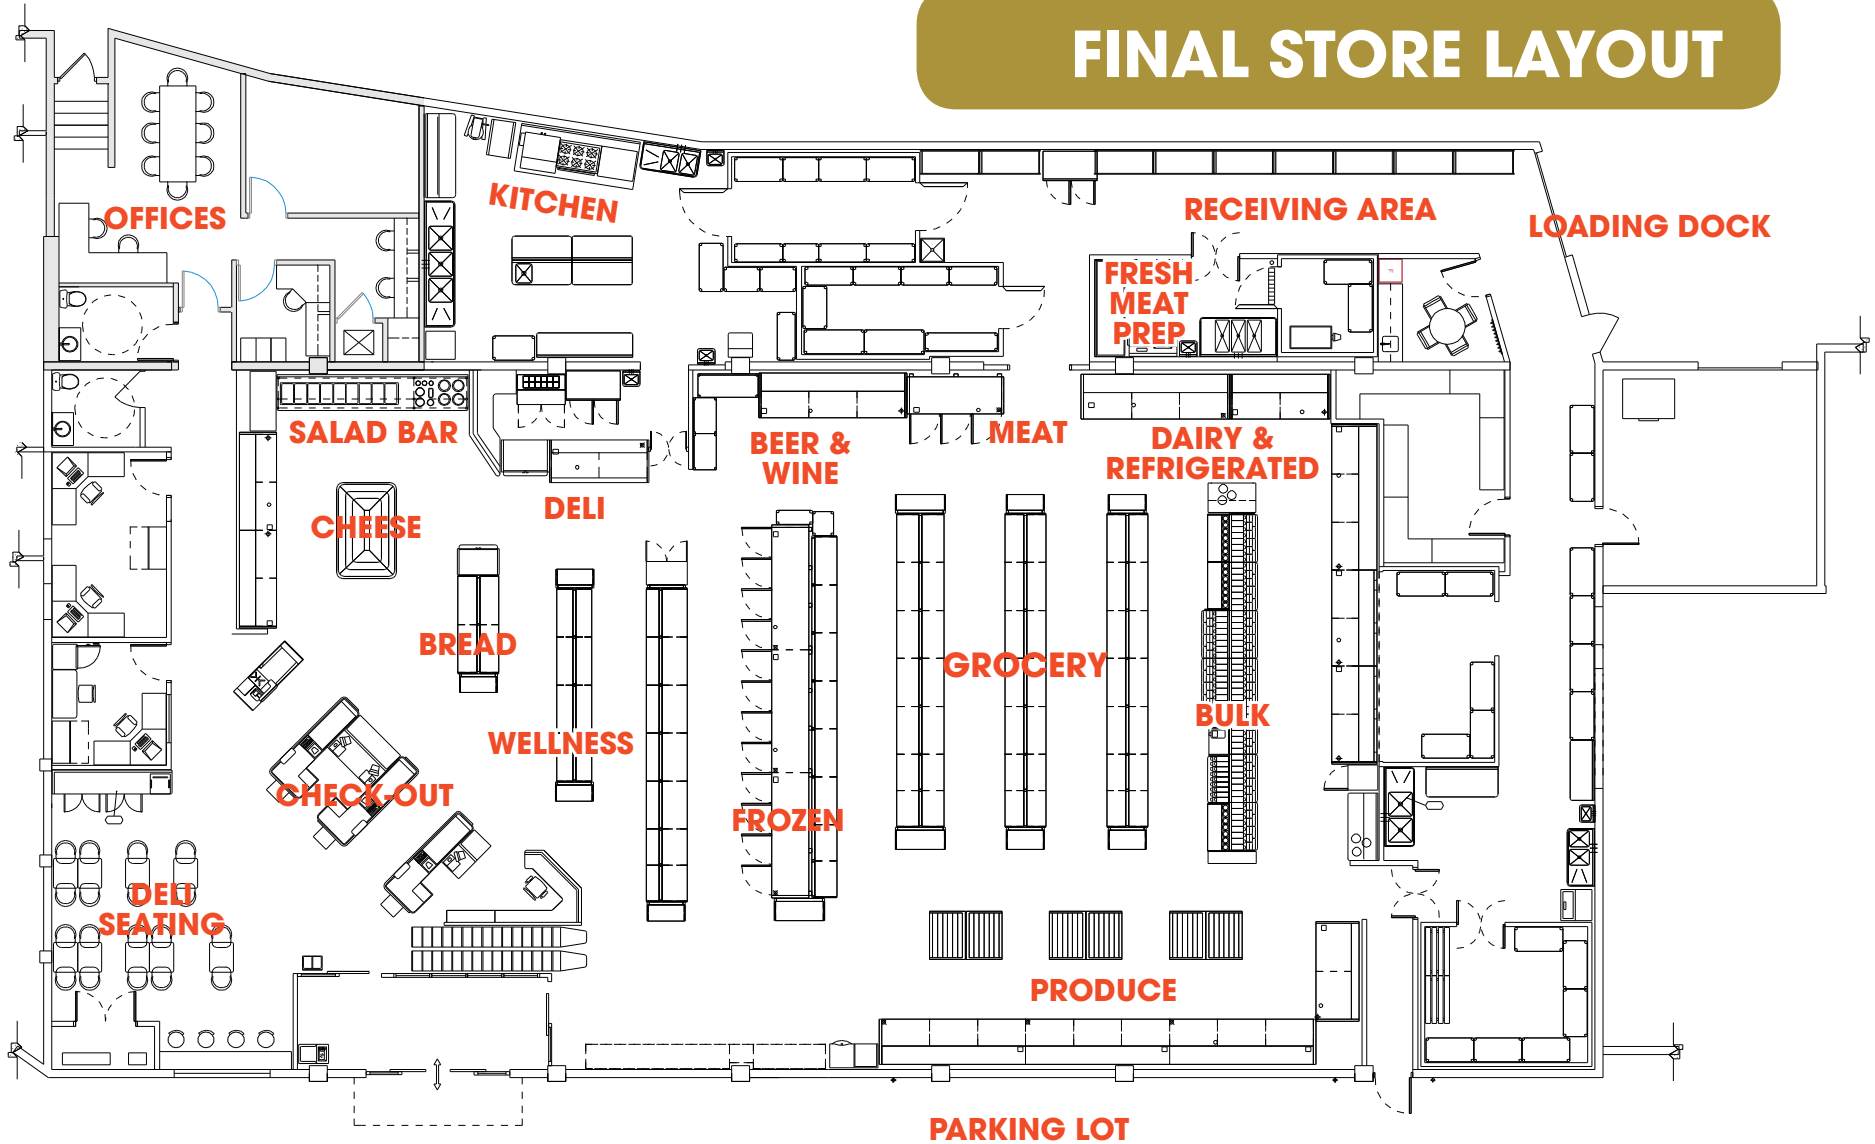 FINAL STORE LAYOUT
OFFICES
KITCHEN
RECEIVING AREA
LOADING DOCK
FRESH
MEAT
PREP
F
SALAD BAR
BEER &
WINE
MEAT
DAIRY &
REFRIGERATED
DELI
CHEESE
BREAD
GROCERY
BULK
WELLNESS
CHECK-OUT
FROZEN
DELI
SEATING
PRODUCE
PARKING LOT